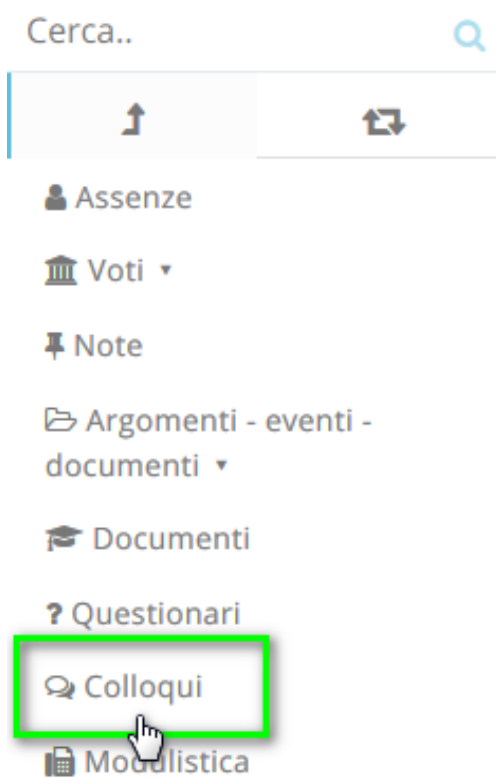 Cerca..
Assenze
Voti
Note
Argomenti - eventi -
documenti
Documenti
? Questionari
Colloqui
Modulistica